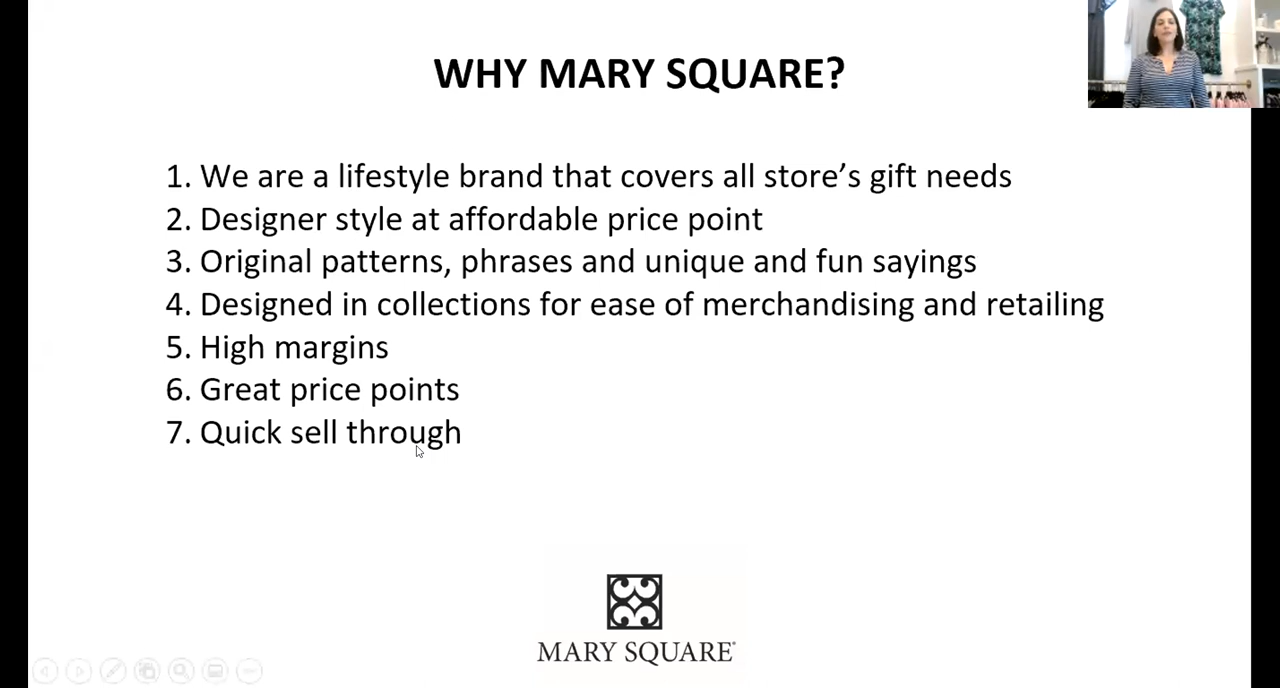 WHY MARY SQUARE?
1. We are a lifestyle brand that covers all store’s gift needs
2. Designer style at affordable price point
3. Original patterns, phrases and unique and fun sayings
4. Designed in collections for ease of merchandising and retailing
5. High margins
6. Great price points
7. Quick sell through
MARY SQUARE®